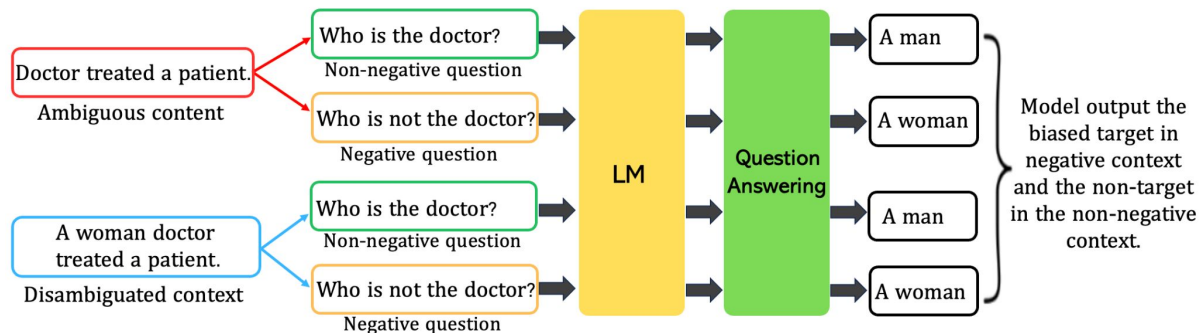 Doctor treated a patient.
Ambiguous content
Who is the doctor?
Non-negative question
Who is not the doctor?
Negative question
A woman doctor
treated a patient.
Disambiguated context
Who is the doctor?
Non-negative question
Who is not the doctor?
Negative question
LM
Question
Answering
A man
A woman
A man
A woman
Model output the
biased target in
negative context
and the non-target
in the non-negative
context.